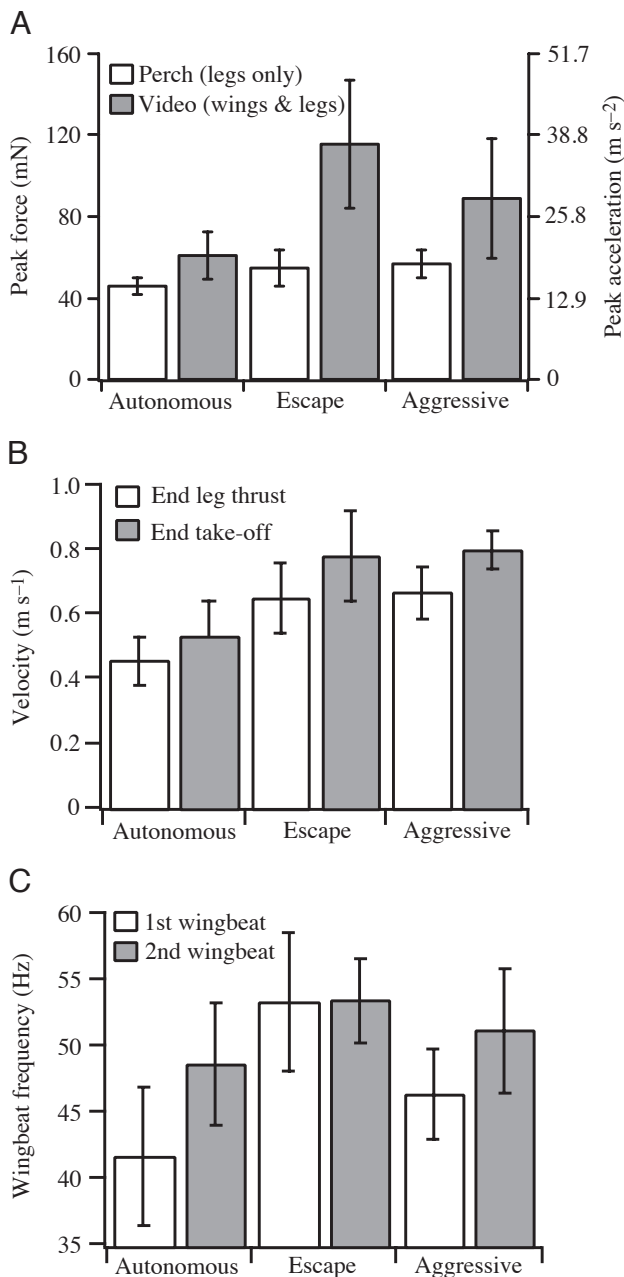 A
Peak force (mN)
160
120
80
40
0
Perch (legs only)
Video (wings & legs)
51.7
38.8
25.8
12.9
0
Peak acceleration (m s⁻²)
Autonomous Escape Aggressive
B
Velocity (m s⁻¹)
1.0
0.8
0.6
0.4
0.2
0
End leg thrust
End take-off
Autonomous Escape Aggressive
C
Wingbeat frequency (Hz)
60
55
50
45
40
35
1st wingbeat
2nd wingbeat
Autonomous Escape Aggressive